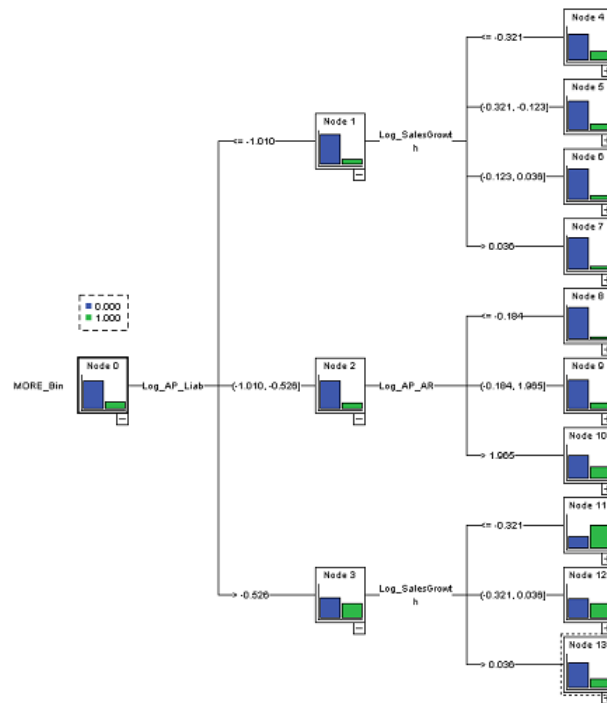 Node 4
<= -0.321
Node 5
(-0.321, -0.123]
Node 1
<= -1.010
Log_SalesGrowt
h
Node 6
(-0.123, 0.036]
Node 7
> 0.036
Node 8
<= -0.184
0.000
1.000
Node 0
MORE_Bin
Log_AP_Liab
(-1.010, -0.526]
Node 2
Log_AP_AR
Node 9
(-0.184, 1.965]
Node 10
> 1.965
Node 11
<= -0.321
Node 3
> -0.526
Log_SalesGrowt
h
Node 12
(-0.321, 0.036]
Node 13
> 0.036